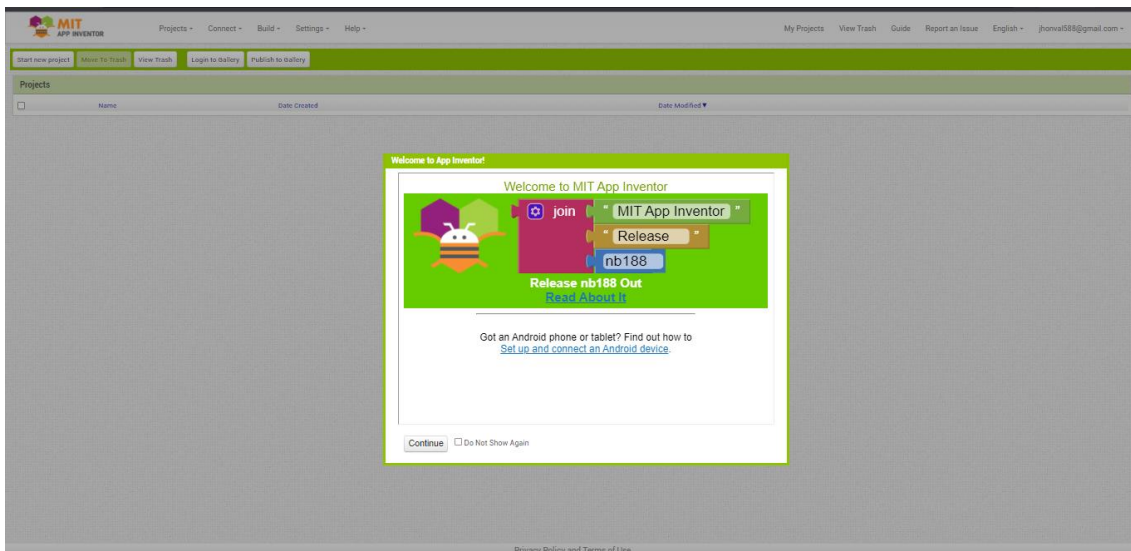 MIT
APP INVENTOR
Projects Connect Build Settings Help My Projects View Trash Guide Report an Issue English jhonval588@gmail.com
Start new project Move To Trash View Trash Login to Gallery Publish to Gallery
Projects
Name Date Created Date Modified ▼
Welcome to App Inventor!
Welcome to MIT App Inventor
join " MIT App Inventor "
" Release "
nb188
Release nb188 Out
Read About It
Got an Android phone or tablet? Find out how to
Set up and connect an Android device.
Continue Do Not Show Again
Privacy Policy and Terms of Use